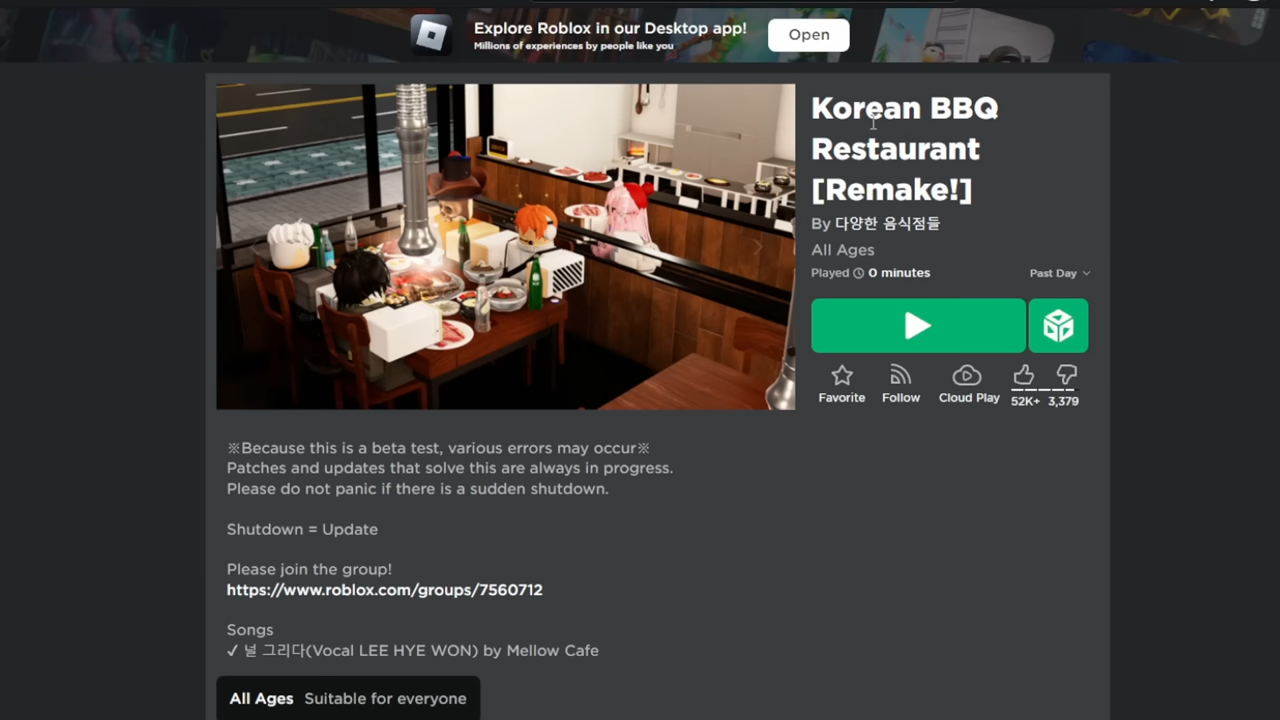 Explore Roblox in our Desktop app!
Millions of experiences by people like you
Open
Korean BBQ
Restaurant
[Remake!]
By 다양한 음식점들
All Ages
Played 0 minutes
Past Day
Favorite
Follow
Cloud Play
52K+
3,379
※Because this is a beta test, various errors may occur※
Patches and updates that solve this are always in progress.
Please do not panic if there is a sudden shutdown.
Shutdown = Update
Please join the group!
https://www.roblox.com/groups/7560712
Songs
✓ 널 그리다(Vocal LEE HYE WON) by Mellow Cafe
All Ages Suitable for everyone